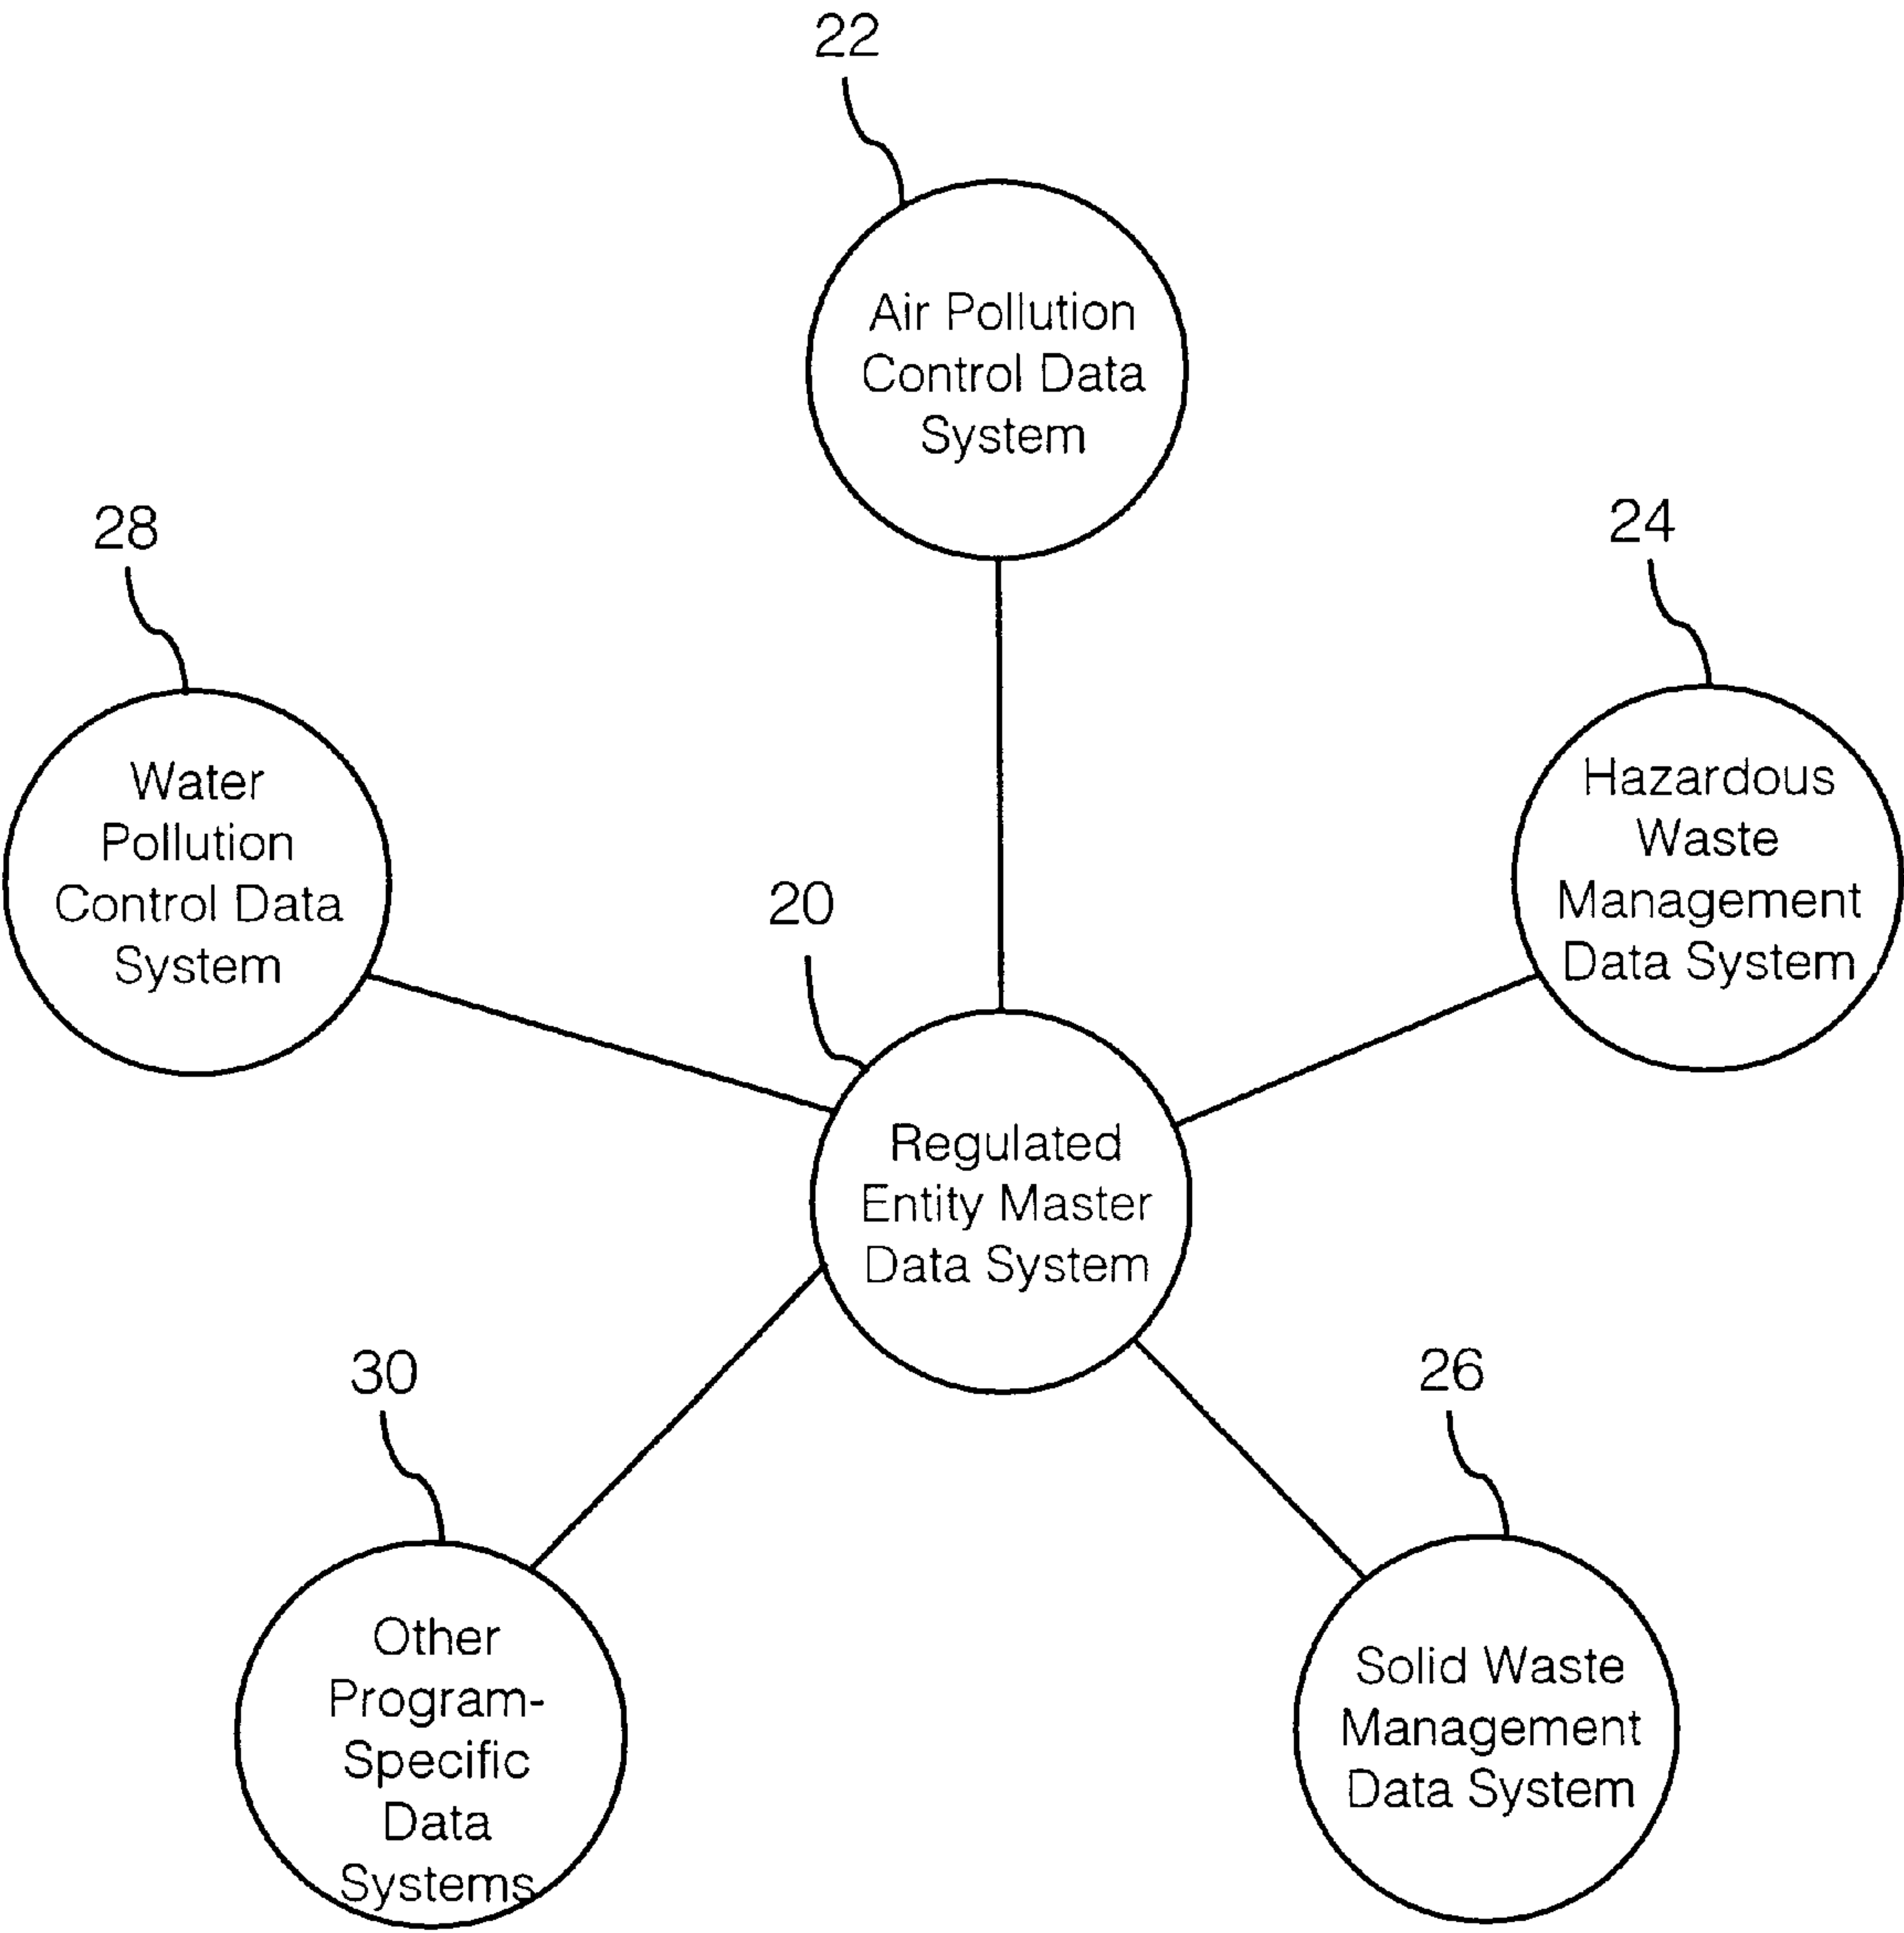 22
Air Pollution
Control Data
System
28
Water
Pollution
Control Data
System
24
Hazardous
Waste
Management
Data System
20
Regulated
Entity Master
Data System
30
Other
Program-
Specific
Data
Systems
26
Solid Waste
Management
Data System